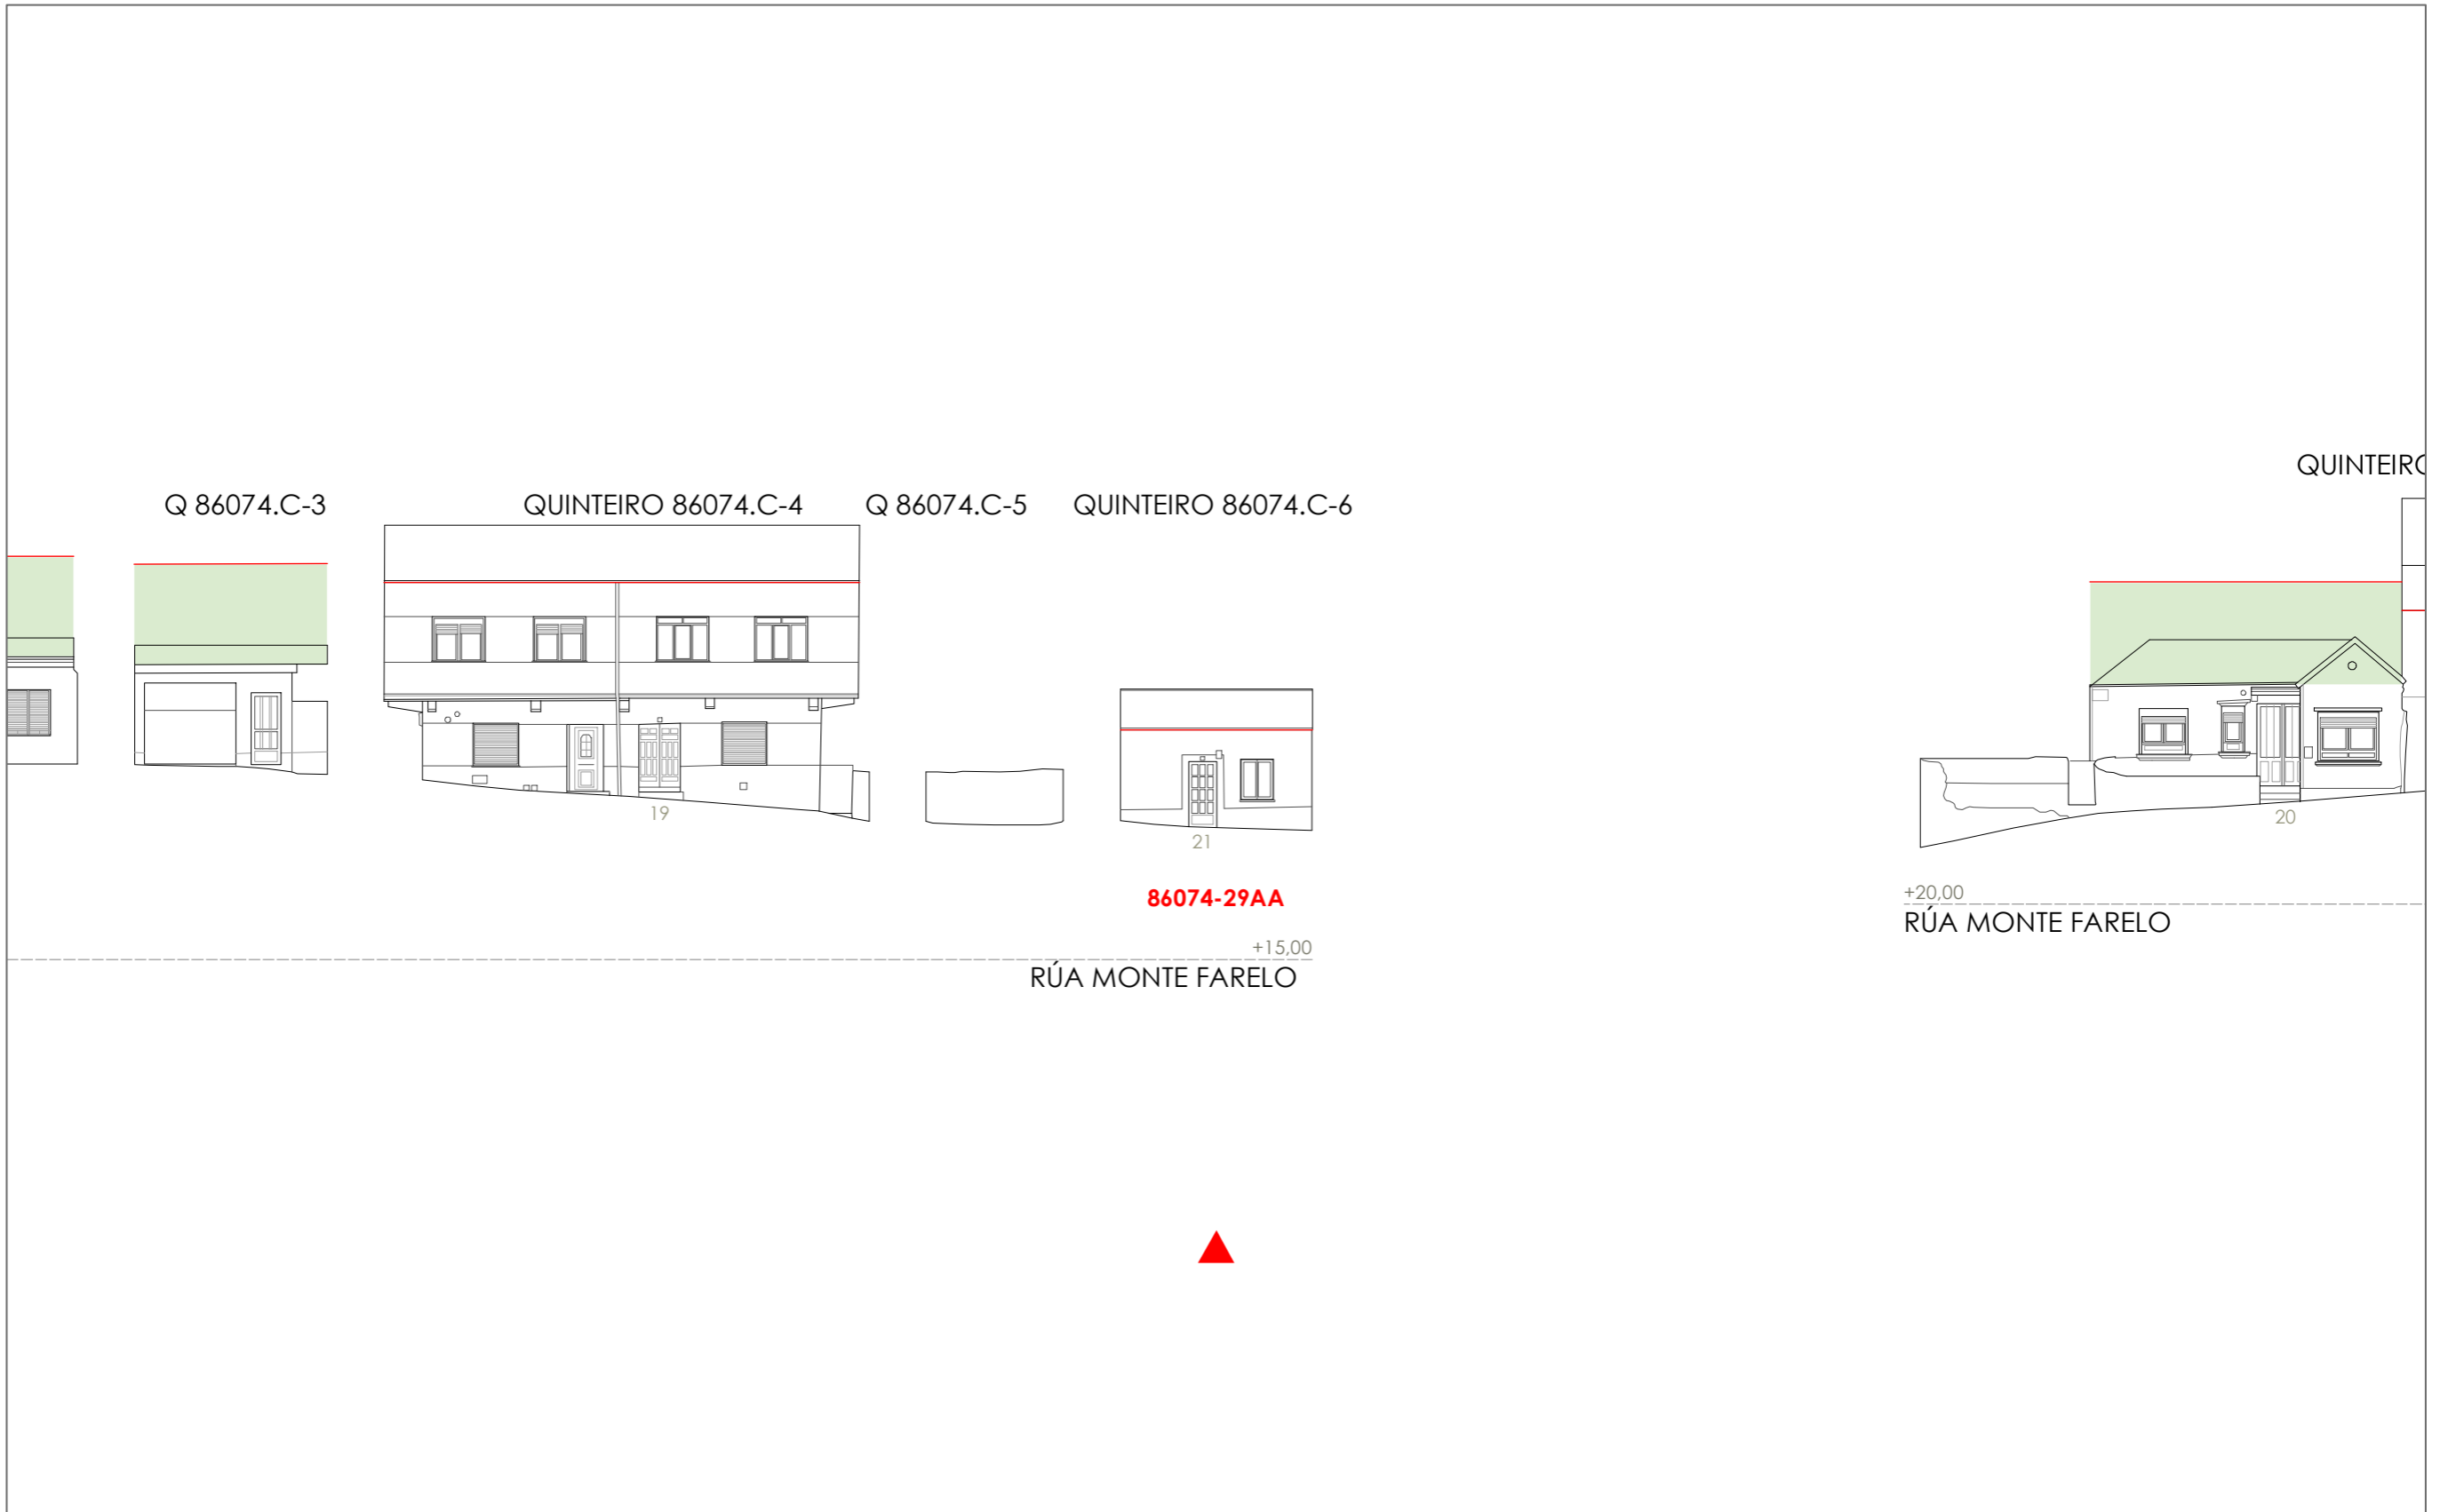 QUINTEIRO
Q 86074.C-3
QUINTEIRO 86074.C-4
Q 86074.C-5
QUINTEIRO 86074.C-6
19
20
21
86074-29AA
+20,00
RÚA MONTE FARELO
+15,00
RÚA MONTE FARELO